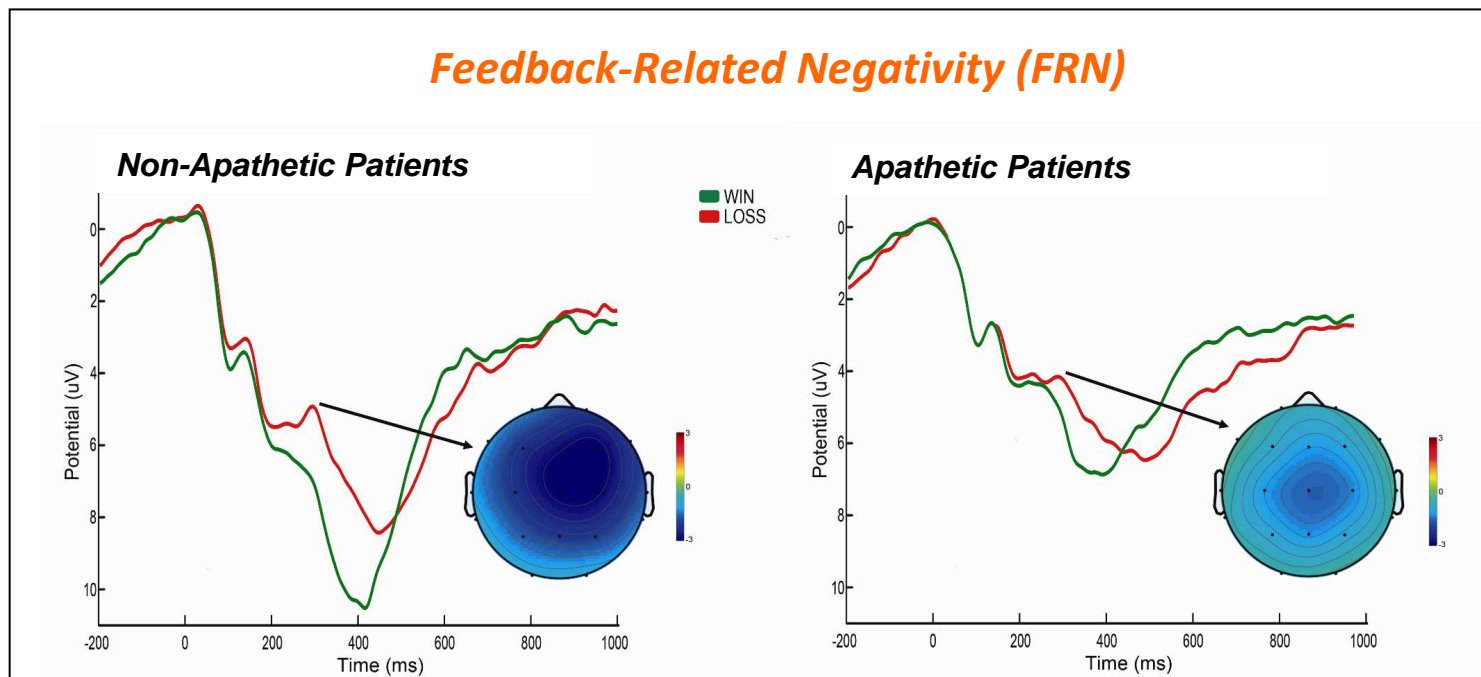 Feedback-Related Negativity (FRN)
Non-Apathetic Patients
WIN
LOSS
Potential (uV)
0
2
4
6
8
10
-200 0 200 400 600 800 1000
Time (ms)
3
0
-3
Apathetic Patients
Potential (uV)
0
2
4
6
8
10
-200 0 200 400 600 800 1000
Time (ms)
3
0
-3